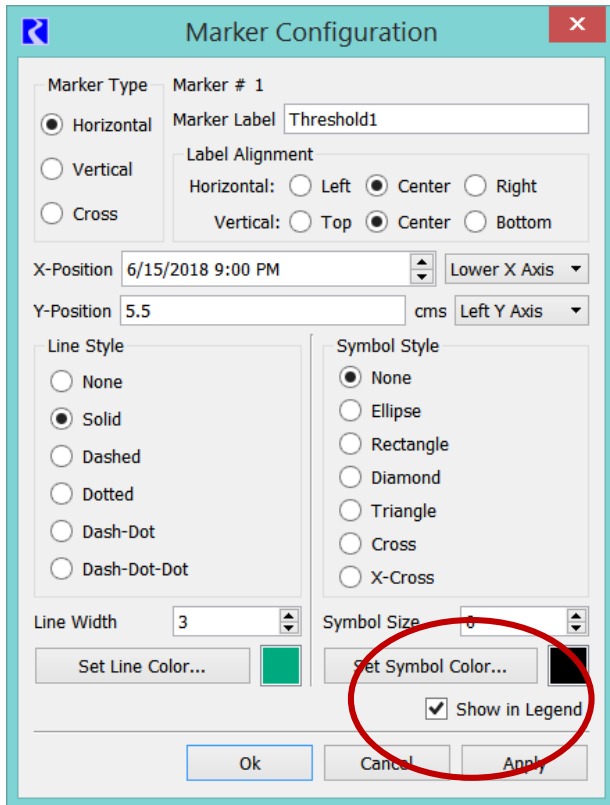 Marker Configuration
Marker Type
Marker # 1
Horizontal
Marker Label Threshold1
Vertical
Label Alignment
Horizontal: Left Center Right
Cross
Vertical: Top Center Bottom
X-Position 6/15/2018 9:00 PM Lower X Axis
Y-Position 5.5 cms Left Y Axis
Line Style
None
Solid
Dashed
Dotted
Dash-Dot
Dash-Dot-Dot
Symbol Style
None
Ellipse
Rectangle
Diamond
Triangle
Cross
X-Cross
Line Width 3
Symbol Size
Set Line Color...
Set Symbol Color...
Show in Legend
Ok Cancel Apply